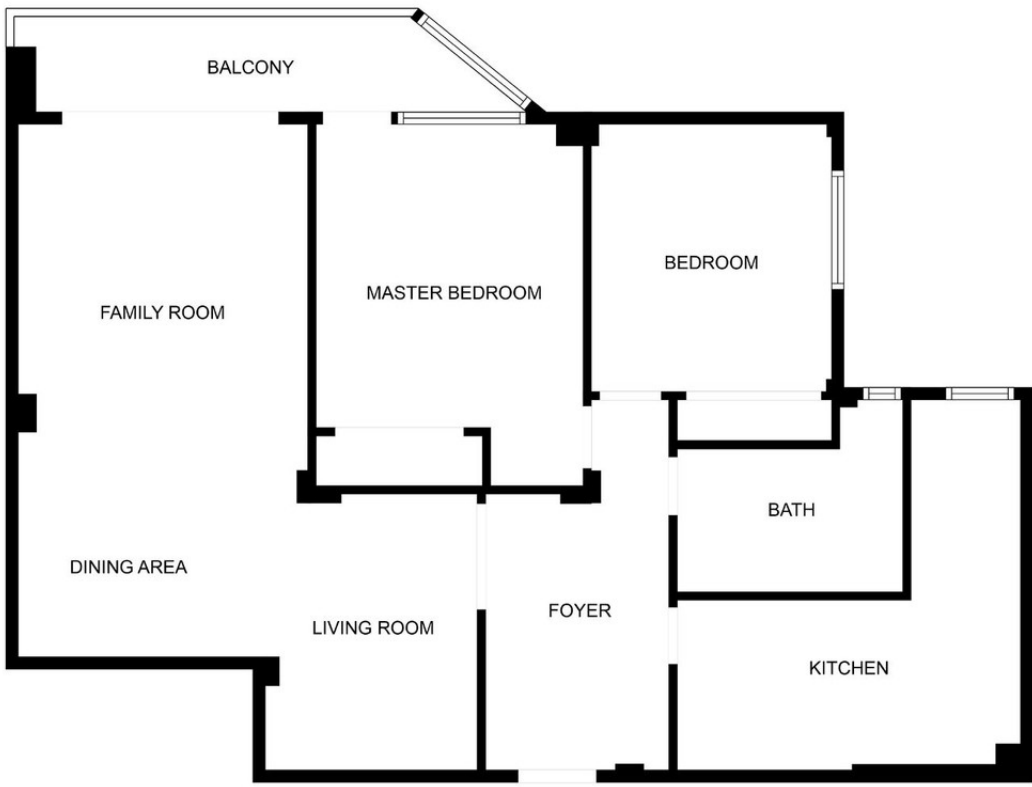 BALCONY
BEDROOM
MASTER BEDROOM
FAMILY ROOM
BATH
DINING AREA
FOYER
LIVING ROOM
KITCHEN